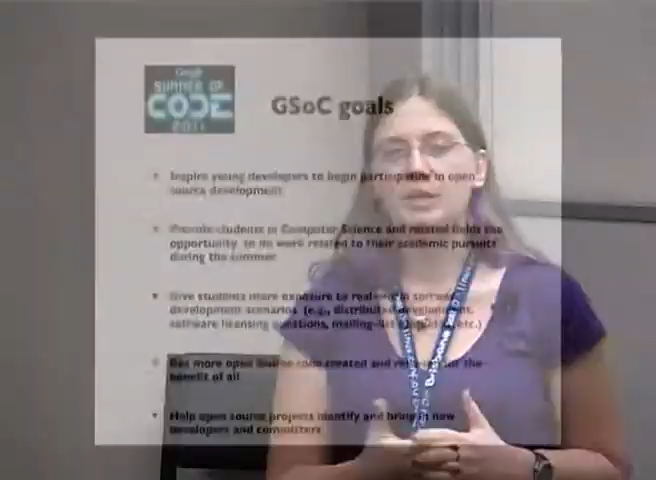 Google
SUMMER OF
CODE
2011
GSoC goals
Inspire young developers to begin participating in open
source development
Provide students in Computer Science and related fields the
opportunity to do work related to their academic pursuits
during the summer
Give students more exposure to real-world software
development scenarios (e.g., distributed development,
software licensing questions, mailing-list etiquette, etc.)
Get more open source code created and released for the
benefit of all
Help open source projects identify and bring in new
developers and committers
Brisbane